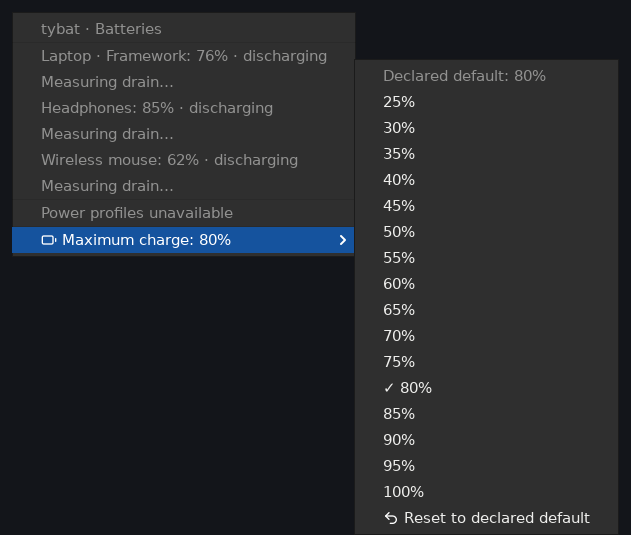 tybat · Batteries
Laptop · Framework: 76% · discharging
Measuring drain...
Headphones: 85% · discharging
Measuring drain...
Wireless mouse: 62% · discharging
Measuring drain...
Power profiles unavailable
Maximum charge: 80%
Declared default: 80%
25%
30%
35%
40%
45%
50%
55%
60%
65%
70%
75%
✓ 80%
85%
90%
95%
100%
Reset to declared default